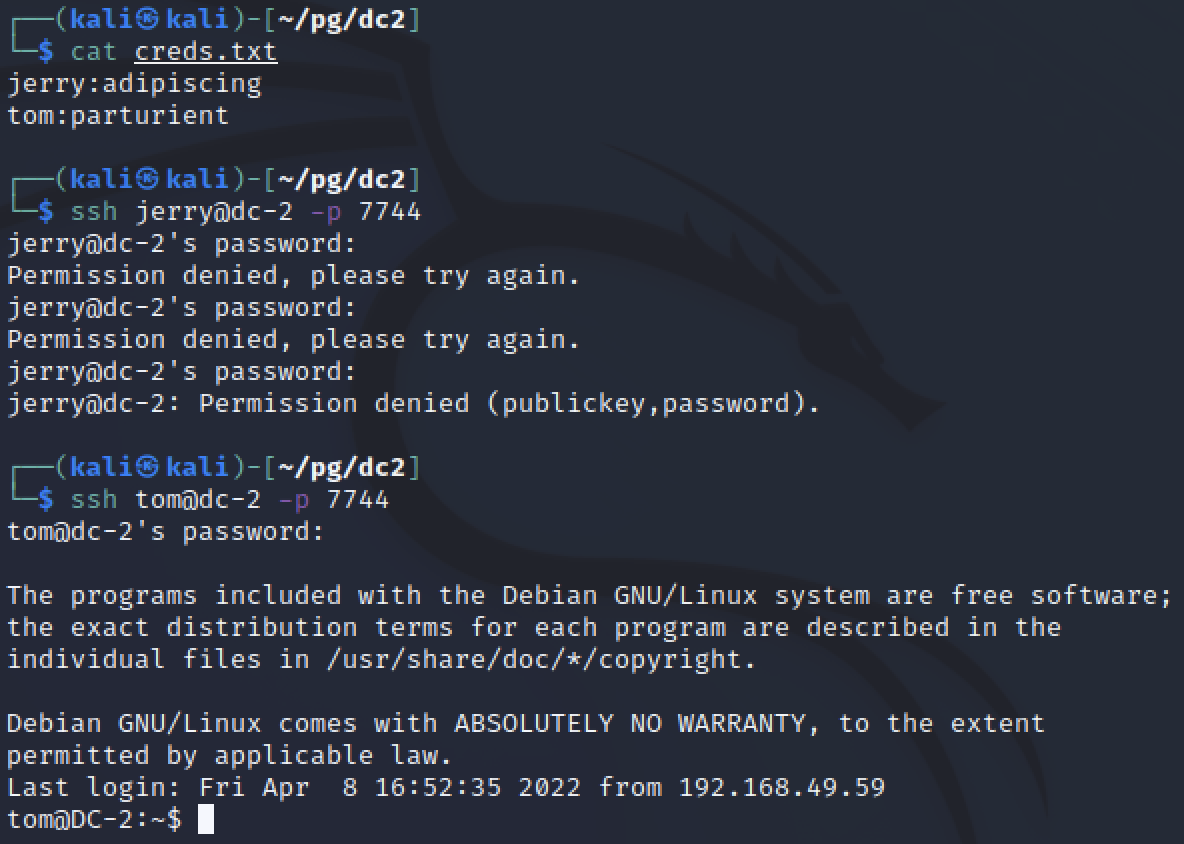 ┌──(kali㉿kali)-[~/pg/dc2]
└─$ cat creds.txt
jerry:adipiscing
tom:parturient
┌──(kali㉿kali)-[~/pg/dc2]
└─$ ssh jerry@dc-2 -p 7744
jerry@dc-2's password:
Permission denied, please try again.
jerry@dc-2's password:
Permission denied, please try again.
jerry@dc-2's password:
jerry@dc-2: Permission denied (publickey,password).
┌──(kali㉿kali)-[~/pg/dc2]
└─$ ssh tom@dc-2 -p 7744
tom@dc-2's password:
The programs included with the Debian GNU/Linux system are free software;
the exact distribution terms for each program are described in the
individual files in /usr/share/doc/*/copyright.
Debian GNU/Linux comes with ABSOLUTELY NO WARRANTY, to the extent
permitted by applicable law.
Last login: Fri Apr  8 16:52:35 2022 from 192.168.49.59
tom@DC-2:~$